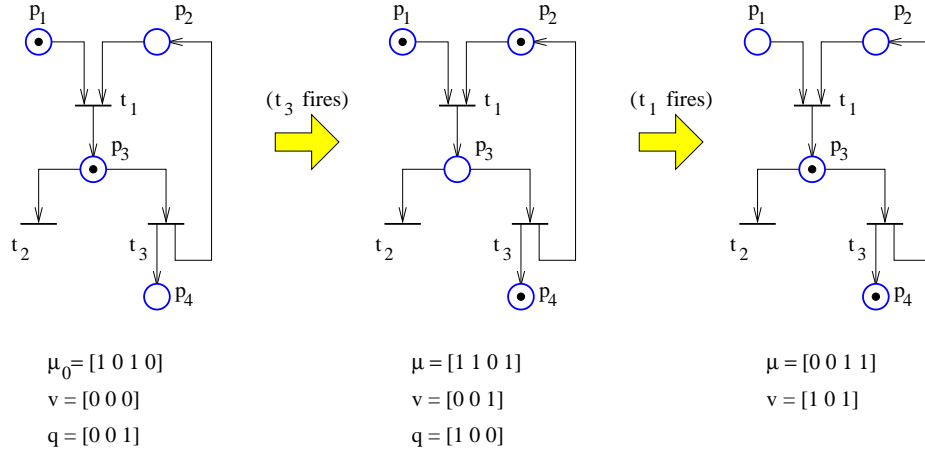 p1 p2 p1 p2 p1 p2
t1 (t3 fires) t1 (t1 fires) t1
p3 p3 p3
t2 t3 t2 t3 t2 t3
p4 p4 p4
μ0= [1 0 1 0] μ = [1 1 0 1] μ = [0 0 1 1]
v = [0 0 0] v = [0 0 1] v = [1 0 1]
q = [0 0 1] q = [1 0 0]